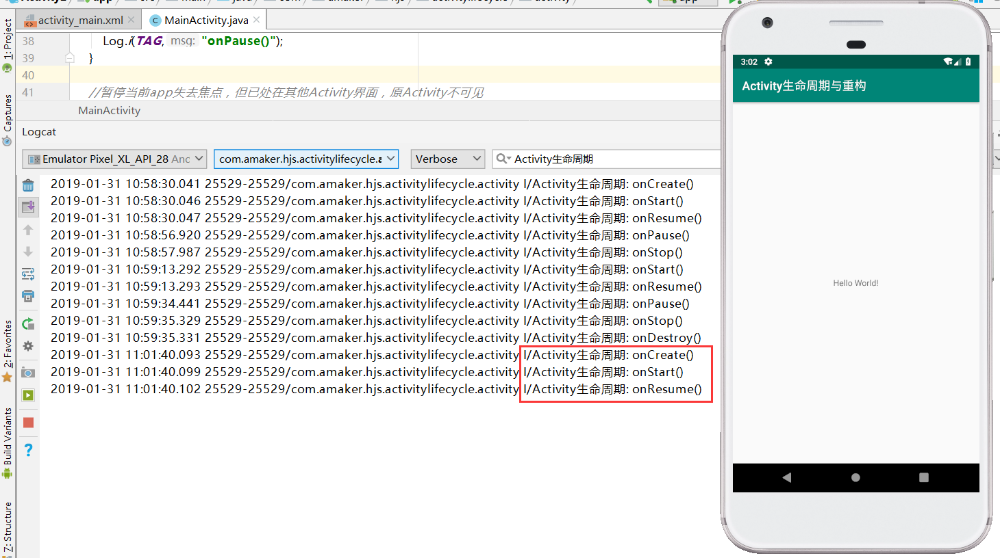 activity_main.xml
MainActivity.java
38 Log.i(TAG, msg: "onPause()");
39 }
40
41 //暂停当前app失去焦点，但已处在其他Activity界面，原Activity不可见
MainActivity
Logcat
Emulator Pixel_XL_API_28 Anc
com.amaker.hjs.activitylifecycle.a
Verbose
Activity生命周期
2019-01-31 10:58:30.041 25529-25529/com.amaker.hjs.activitylifecycle.activity I/Activity生命周期: onCreate()
2019-01-31 10:58:30.046 25529-25529/com.amaker.hjs.activitylifecycle.activity I/Activity生命周期: onStart()
2019-01-31 10:58:30.047 25529-25529/com.amaker.hjs.activitylifecycle.activity I/Activity生命周期: onResume()
2019-01-31 10:58:56.920 25529-25529/com.amaker.hjs.activitylifecycle.activity I/Activity生命周期: onPause()
2019-01-31 10:58:57.987 25529-25529/com.amaker.hjs.activitylifecycle.activity I/Activity生命周期: onStop()
2019-01-31 10:59:13.292 25529-25529/com.amaker.hjs.activitylifecycle.activity I/Activity生命周期: onStart()
2019-01-31 10:59:13.293 25529-25529/com.amaker.hjs.activitylifecycle.activity I/Activity生命周期: onResume()
2019-01-31 10:59:34.441 25529-25529/com.amaker.hjs.activitylifecycle.activity I/Activity生命周期: onPause()
2019-01-31 10:59:35.329 25529-25529/com.amaker.hjs.activitylifecycle.activity I/Activity生命周期: onStop()
2019-01-31 10:59:35.331 25529-25529/com.amaker.hjs.activitylifecycle.activity I/Activity生命周期: onDestroy()
2019-01-31 11:01:40.093 25529-25529/com.amaker.hjs.activitylifecycle.activity I/Activity生命周期: onCreate()
2019-01-31 11:01:40.099 25529-25529/com.amaker.hjs.activitylifecycle.activity I/Activity生命周期: onStart()
2019-01-31 11:01:40.102 25529-25529/com.amaker.hjs.activitylifecycle.activity I/Activity生命周期: onResume()
1: Project
Captures
2: Favorites
Build Variants
7: Structure
3:02
Activity生命周期与重构
Hello World!